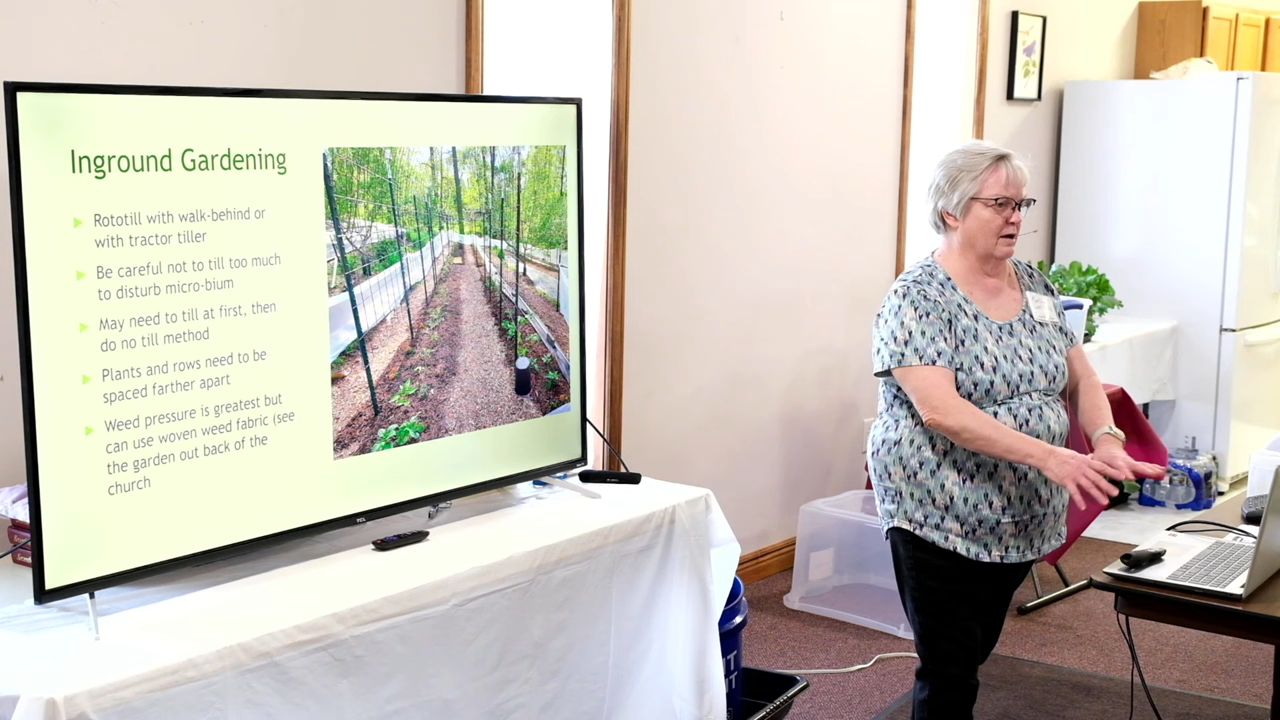 Inground Gardening
Rototill with walk-behind or
with tractor tiller
Be careful not to till too much
to disturb micro-bium
May need to till at first, then
do no till method
Plants and rows need to be
spaced farther apart
Weed pressure is greatest but
can use woven weed fabric (see
the garden out back of the
church
TCL